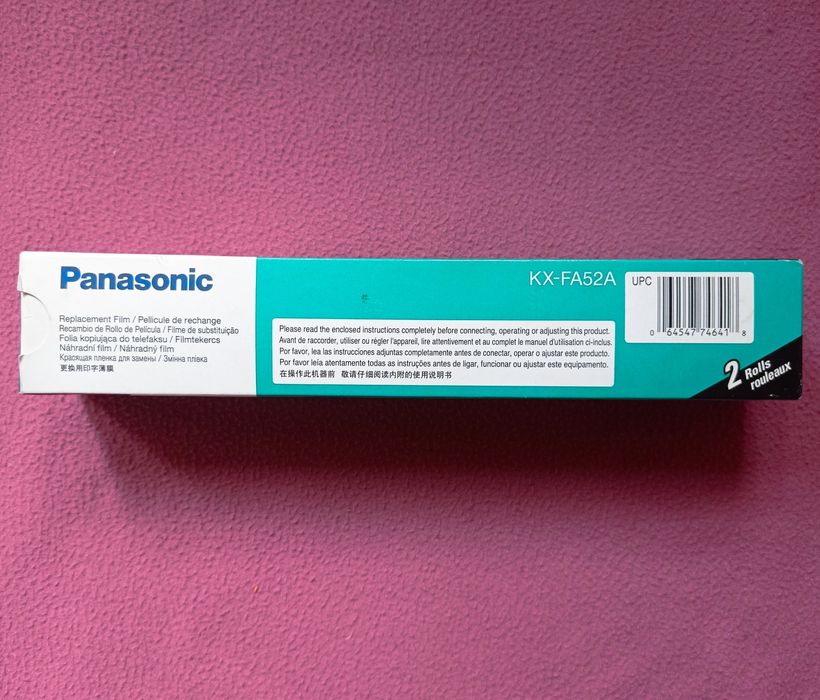 Panasonic
Replacement Film / Pellicule de rechange
Recambio de Rollo de Película / Filme de substituição
Folia kopiująca do telefaksu / Filmtekercs
Náhradní film / Náhradný film
Красящая пленка для замены / Змінна плівка
更换用印字薄膜
KX-FA52A
UPC
0 64547 74641 8
Please read the enclosed instructions completely before connecting, operating or adjusting this product.
Avant de raccorder, utiliser ou régler l'appareil, lire attentivement et au complet le manuel d'utilisation ci-inclus.
Por favor, lea las instrucciones adjuntas completamente antes de conectar, operar o ajustar este producto.
Por favor leía atentamente todas as instruções antes de ligar, funcionar ou ajustar este equipamento.
在操作此机器前 敬请仔细阅读内附的使用说明书
2 Rolls
rouleaux